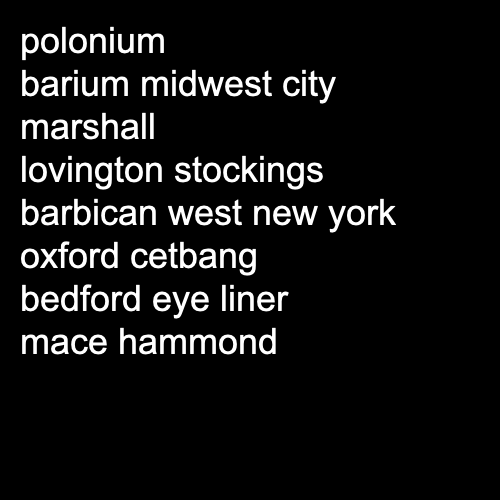 polonium
barium midwest city
marshall
lovington stockings
barbican west new york
oxford cetbang
bedford eye liner
mace hammond